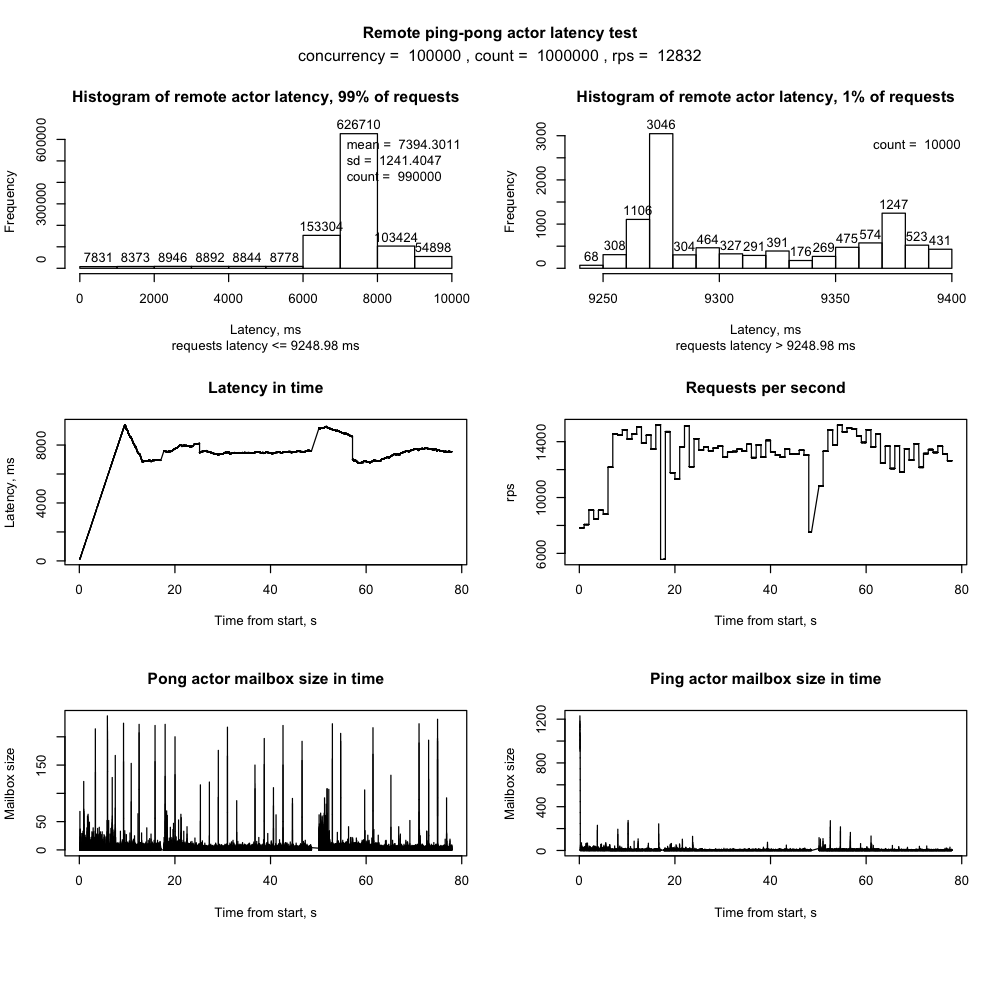 Remote ping-pong actor latency test
concurrency =  100000 , count =  1000000 , rps =  12832
Histogram of remote actor latency, 99% of requests
626710
mean =  7394.3011
sd =  1241.4047
count =  990000
153304
103424
54898
7831 8373 8946 8892 8844 8778
Frequency
0 300000 600000
0 2000 4000 6000 8000 10000
Latency, ms
requests latency <= 9248.98 ms
Histogram of remote actor latency, 1% of requests
3046
count =  10000
1106
1247
68 308 304 464 327 291 391 176 269 475 574 523 431
Frequency
0 1000 2000 3000
9250 9300 9350 9400
Latency, ms
requests latency > 9248.98 ms
Latency in time
Latency, ms
0 4000 8000
0 20 40 60 80
Time from start, s
Requests per second
rps
6000 10000 14000
0 20 40 60 80
Time from start, s
Pong actor mailbox size in time
Mailbox size
0 50 150
0 20 40 60 80
Time from start, s
Ping actor mailbox size in time
Mailbox size
0 400 800 1200
0 20 40 60 80
Time from start, s